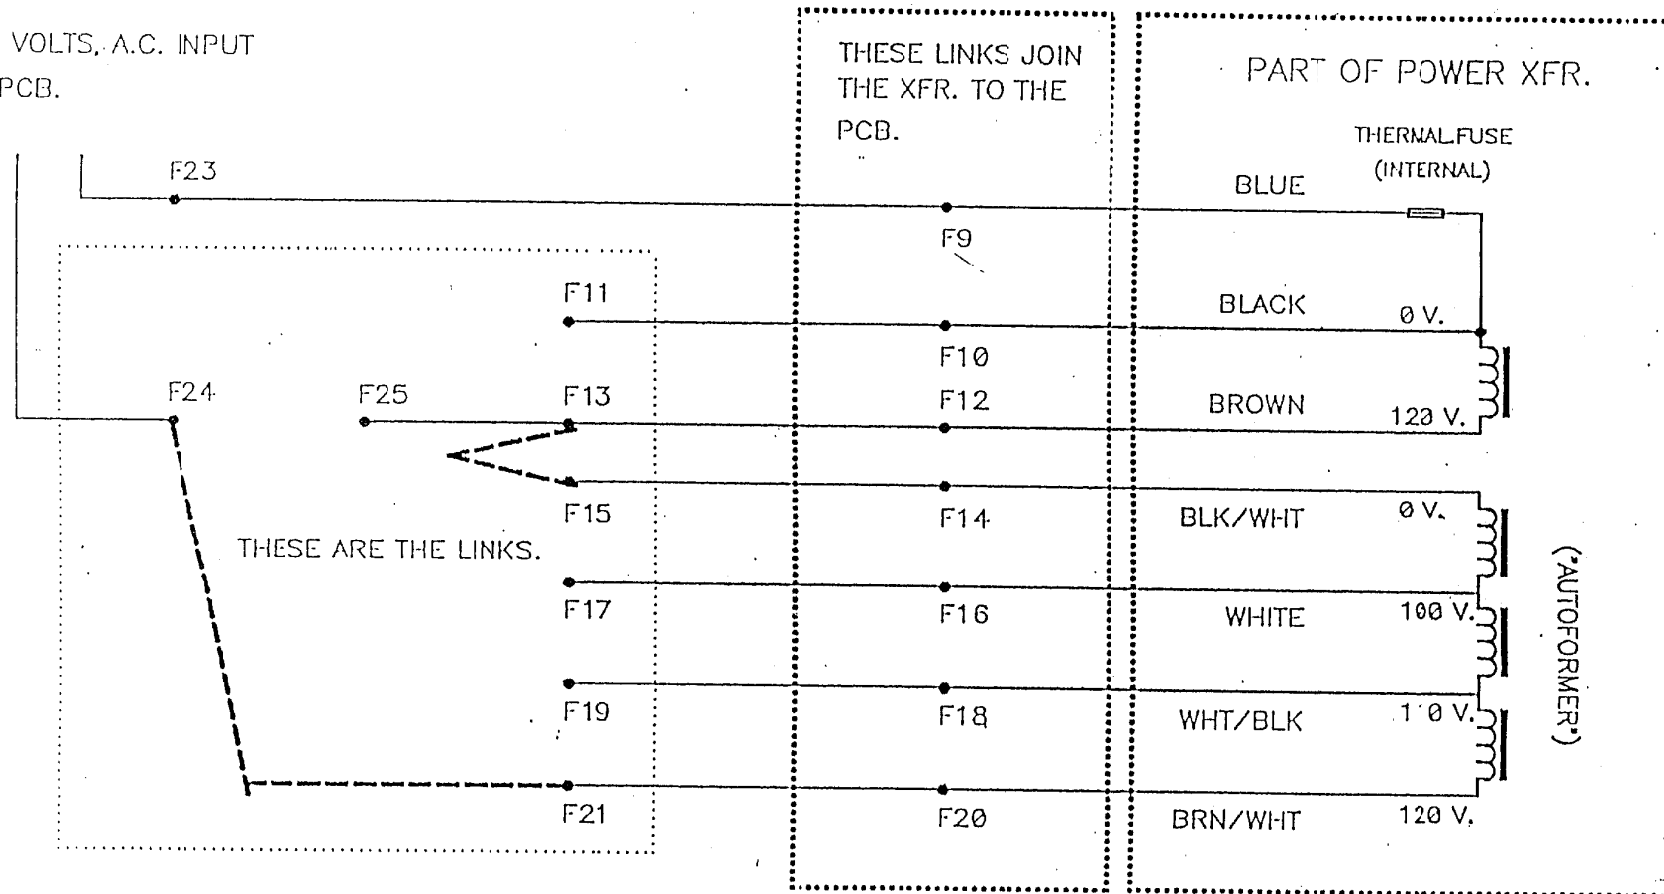 VOLTS, A.C. INPUT
PCB.
THESE LINKS JOIN
THE XFR. TO THE
PCB.
PART OF POWER XFR.
THERMAL FUSE
(INTERNAL)
F23
BLUE
F9
F11
BLACK
0 V.
F10
F24
F25
F13
F12
BROWN
120 V.
F15
F14
BLK/WHT
0 V.
THESE ARE THE LINKS.
("AUTOFORMER")
F17
F16
WHITE
100 V.
F19
F18
WHT/BLK
F21
F20
BRN/WHT
120 V.